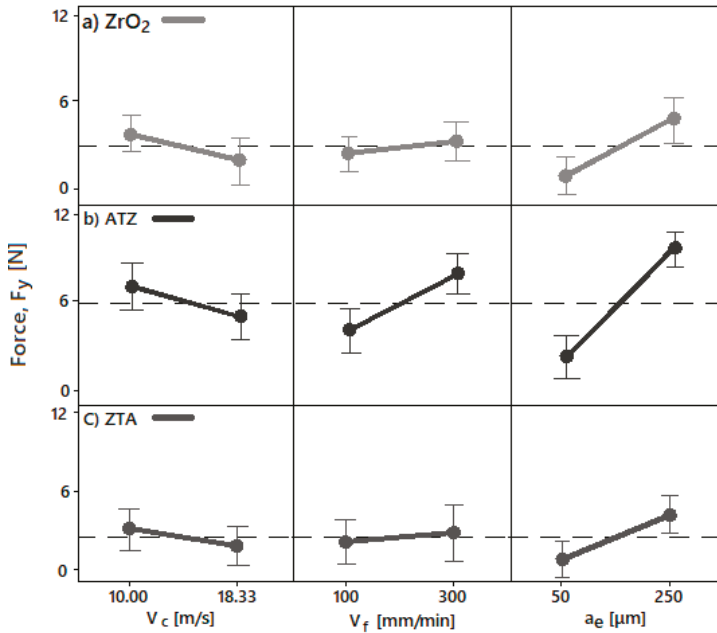 a) ZrO₂
12
6
0
b) ATZ
12
6
0
C) ZTA
12
6
0
Force, Fy [N]
10.00 18.33 100 300 50 250
Vc [m/s] Vf [mm/min] ae [µm]